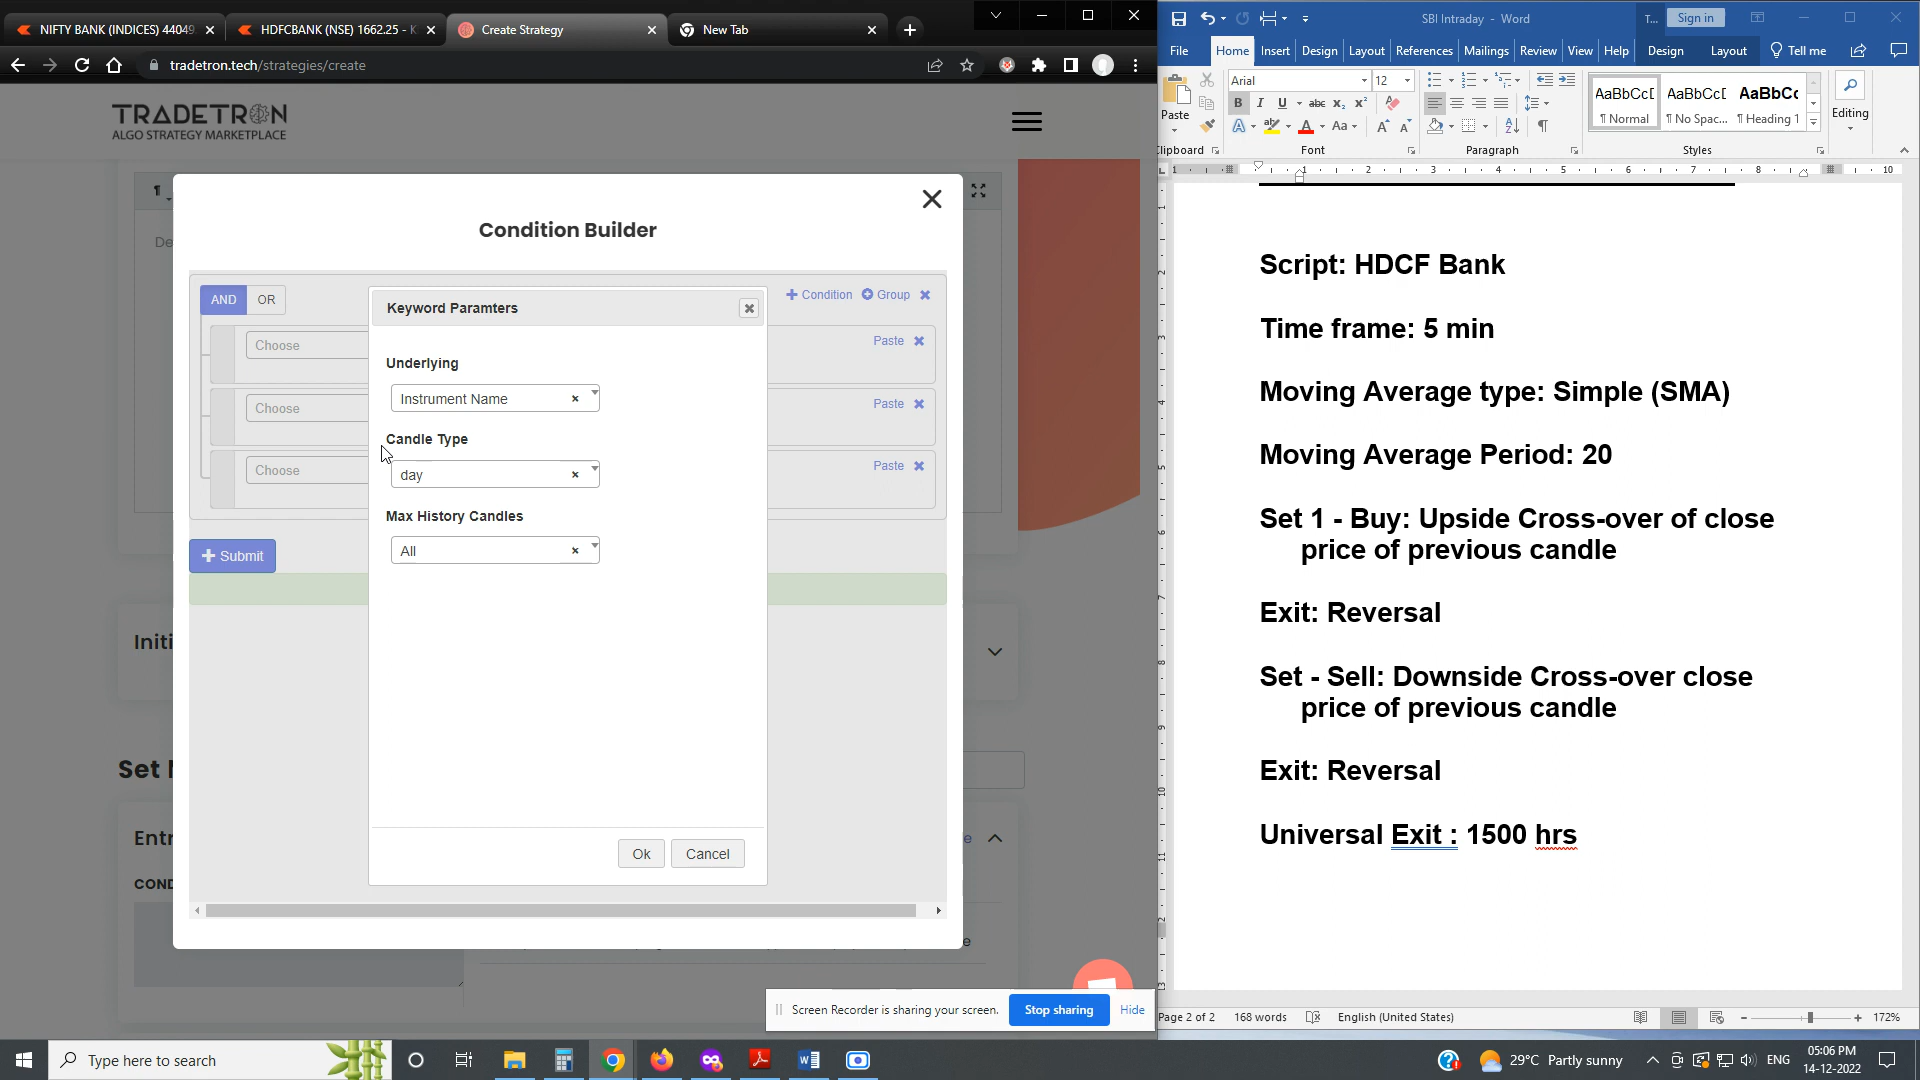 NIFTY BANK (INDICES) 44049.
HDFCBANK (NSE) 1662.25 - K
Create Strategy
New Tab
tradetron.tech/strategies/create
TRADETRON
ALGO STRATEGY MARKETPLACE
De
Condition Builder
AND
OR
Condition
Group
Choose
Paste
Choose
Paste
Choose
Paste
Submit
Keyword Paramters
Underlying
Instrument Name
Candle Type
day
Max History Candles
All
Ok
Cancel
Initi
Set
Entr
e
COND
e
Screen Recorder is sharing your screen.
Stop sharing
Hide
SBI Intraday - Word
T...
Sign in
File
Home
Insert
Design
Layout
References
Mailings
Review
View
Help
Design
Layout
Tell me
Paste
Arial
12
AaBbCcI
AaBbCcI
AaBbCc
¶ Normal
¶ No Spac...
¶ Heading 1
Editing
lipboard
Font
Paragraph
Styles
Script: HDCF Bank
Time frame: 5 min
Moving Average type: Simple (SMA)
Moving Average Period: 20
Set 1 - Buy: Upside Cross-over of close
price of previous candle
Exit: Reversal
Set - Sell: Downside Cross-over close
price of previous candle
Exit: Reversal
Universal Exit : 1500 hrs
Page 2 of 2
168 words
English (United States)
172%
Type here to search
29°C Partly sunny
ENG
05:06 PM
14-12-2022